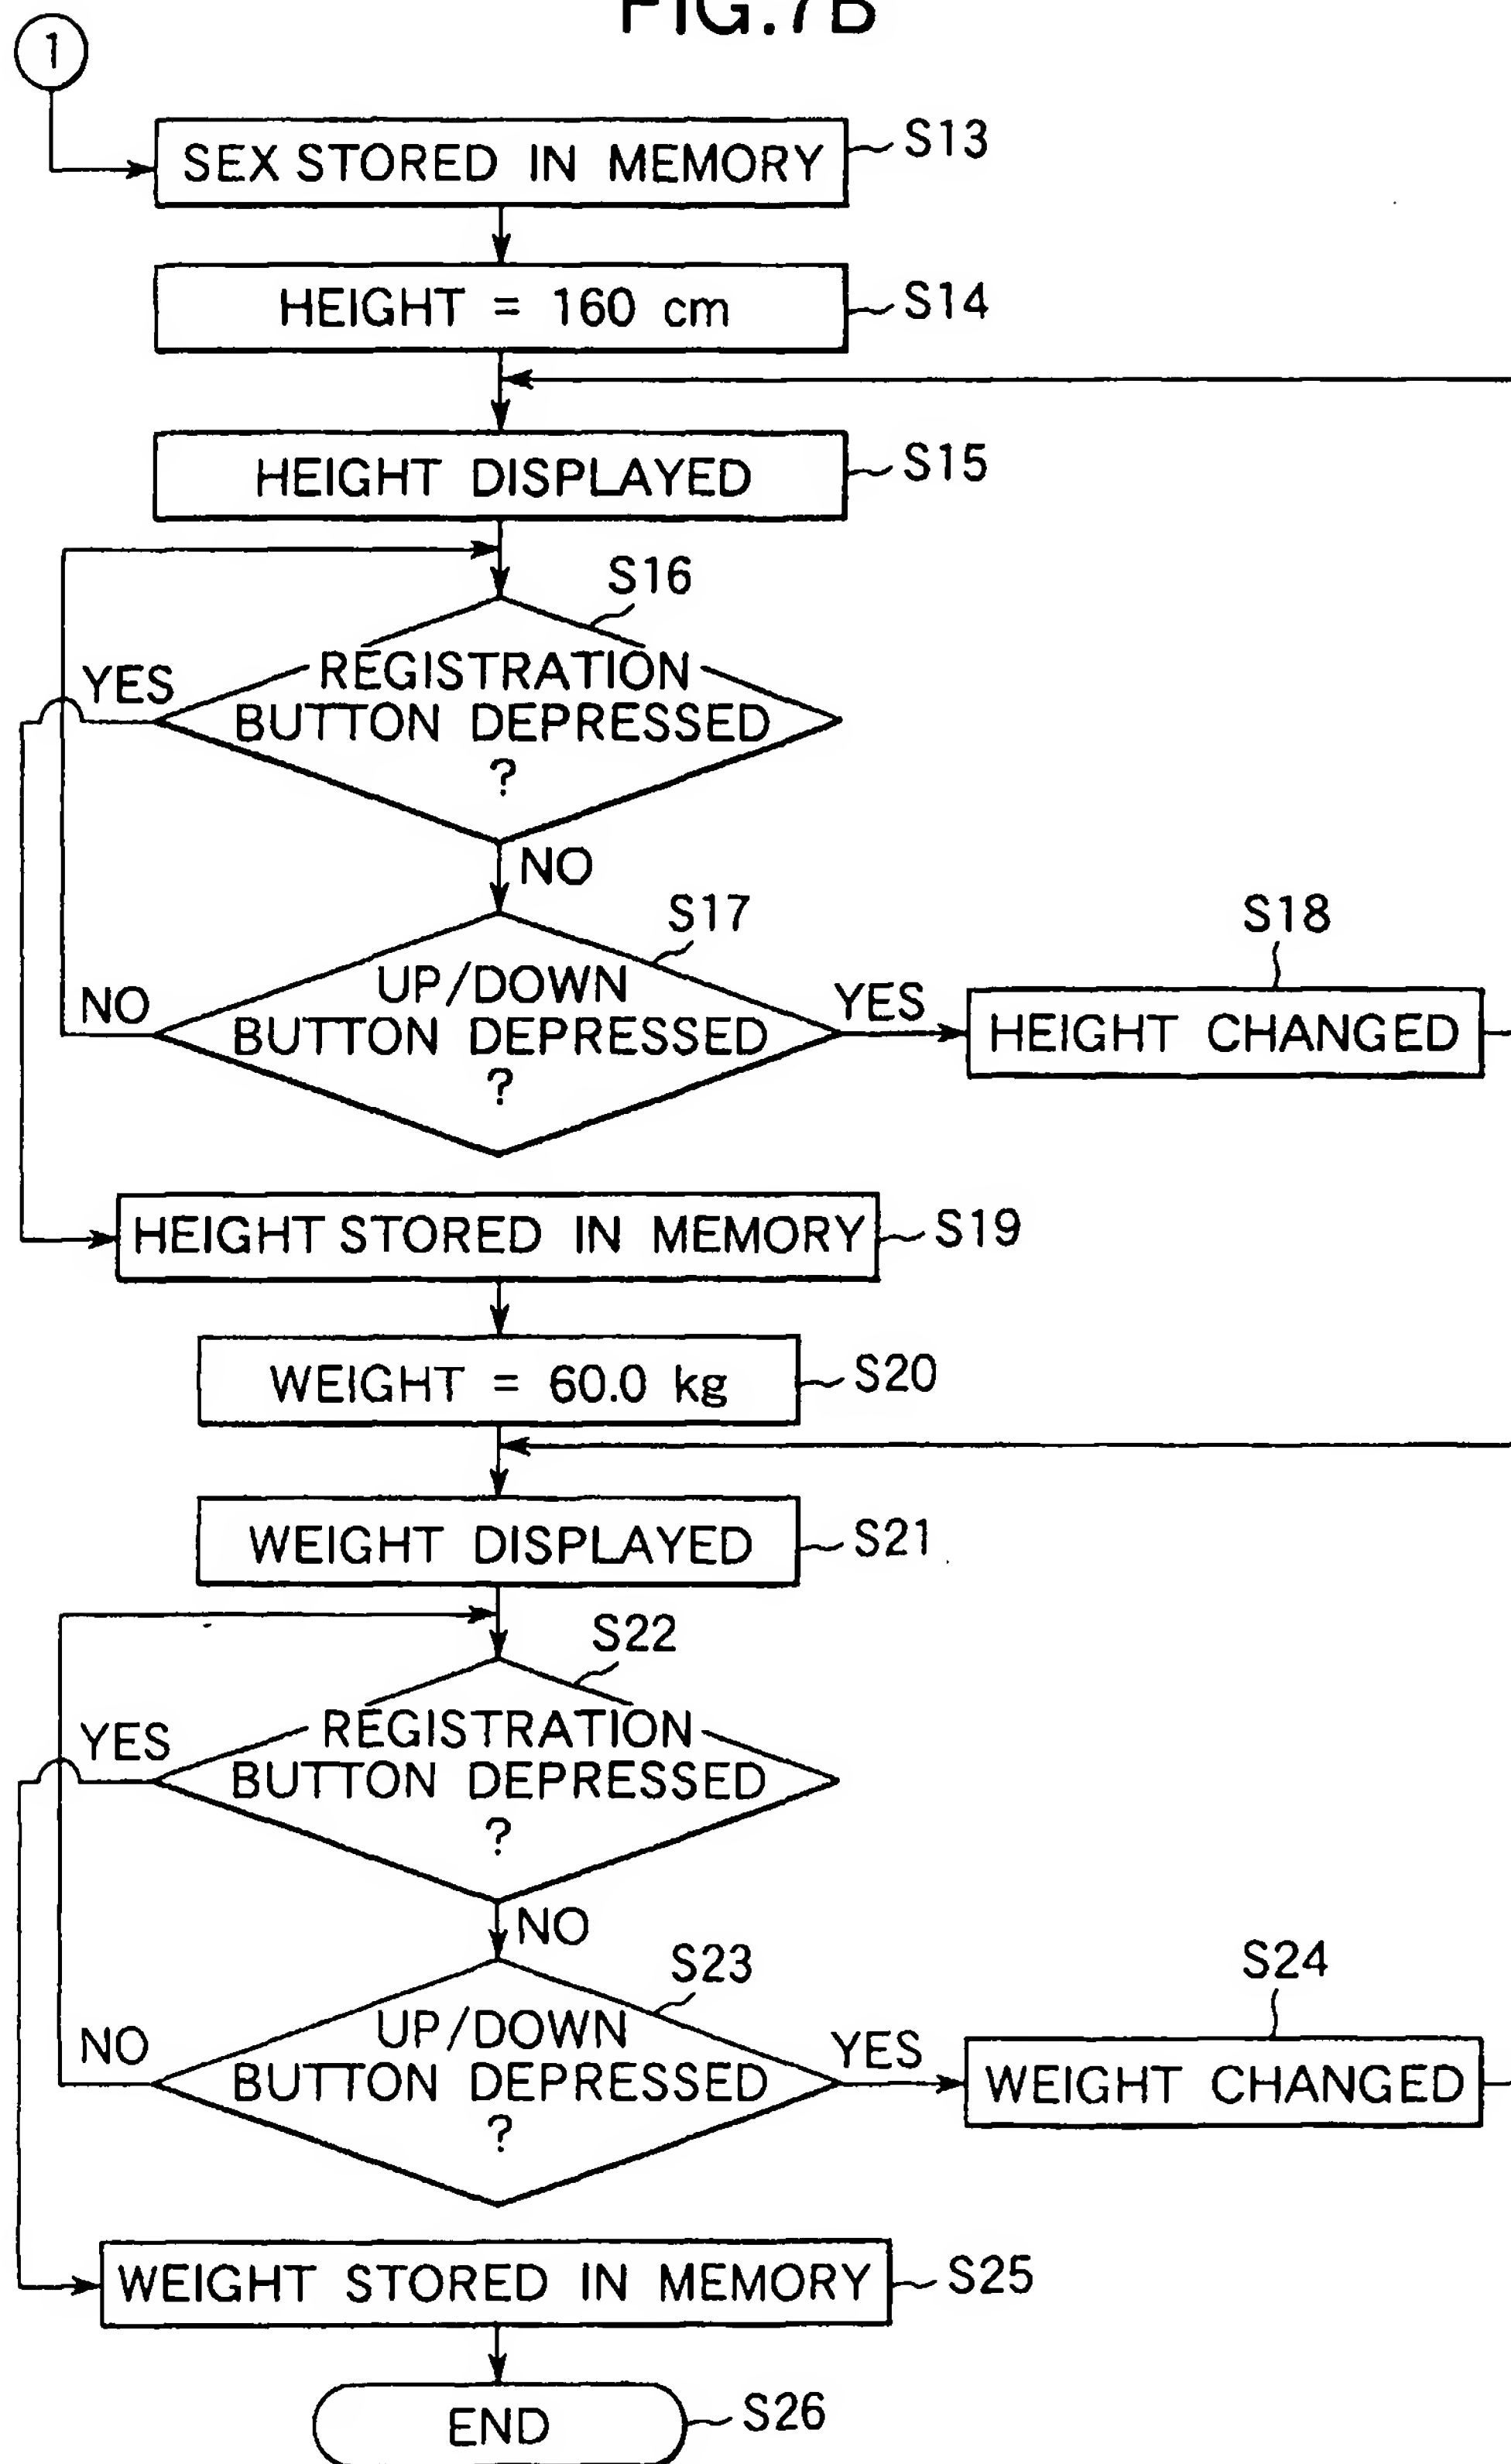 FIG.7B
1
SEX STORED IN MEMORY
S13
HEIGHT = 160 cm
S14
HEIGHT DISPLAYED
S15
S16
YES
REGISTRATION
BUTTON DEPRESSED
?
NO
S17
S18
NO
UP/DOWN
BUTTON DEPRESSED
?
YES
HEIGHT CHANGED
HEIGHT STORED IN MEMORY
S19
WEIGHT = 60.0 kg
S20
WEIGHT DISPLAYED
S21
S22
YES
REGISTRATION
BUTTON DEPRESSED
?
NO
S23
S24
NO
UP/DOWN
BUTTON DEPRESSED
?
YES
WEIGHT CHANGED
WEIGHT STORED IN MEMORY
S25
END
S26